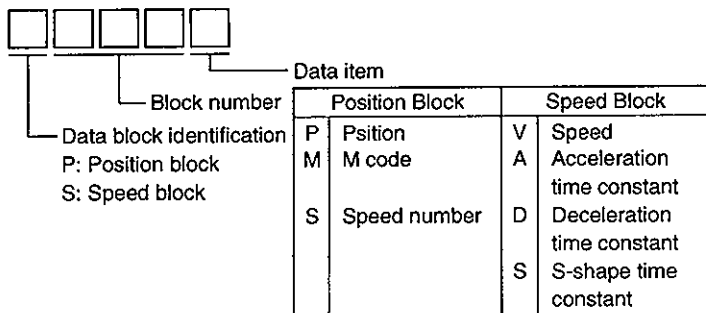 Data item
Block number
Data block identification
P: Position block
S: Speed block
Position Block Speed Block
P Psition V Speed
M M code A Acceleration
time constant
S Speed number D Deceleration
time constant
S S-shape time
constant